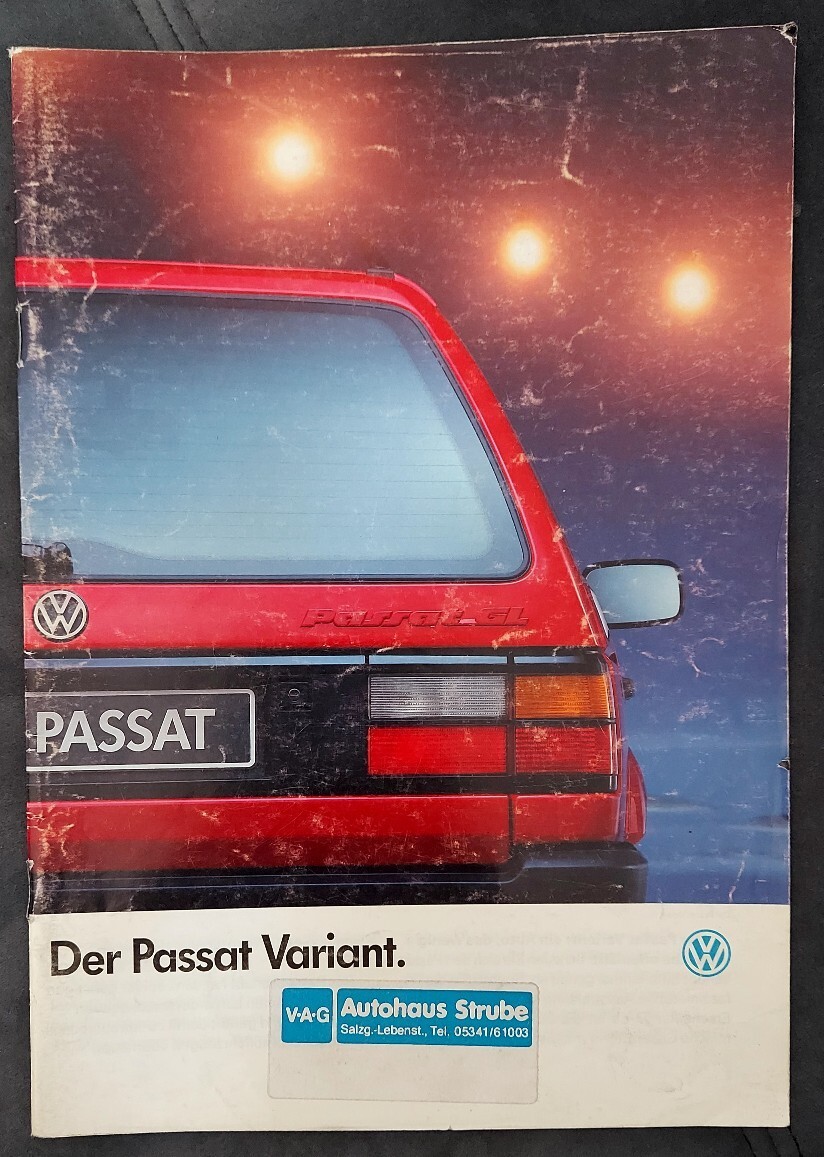 Passat GL
PASSAT
Der Passat Variant.
V·A·G
Autohaus Strube
Salzg.-Lebenst., Tel. 05341/61003